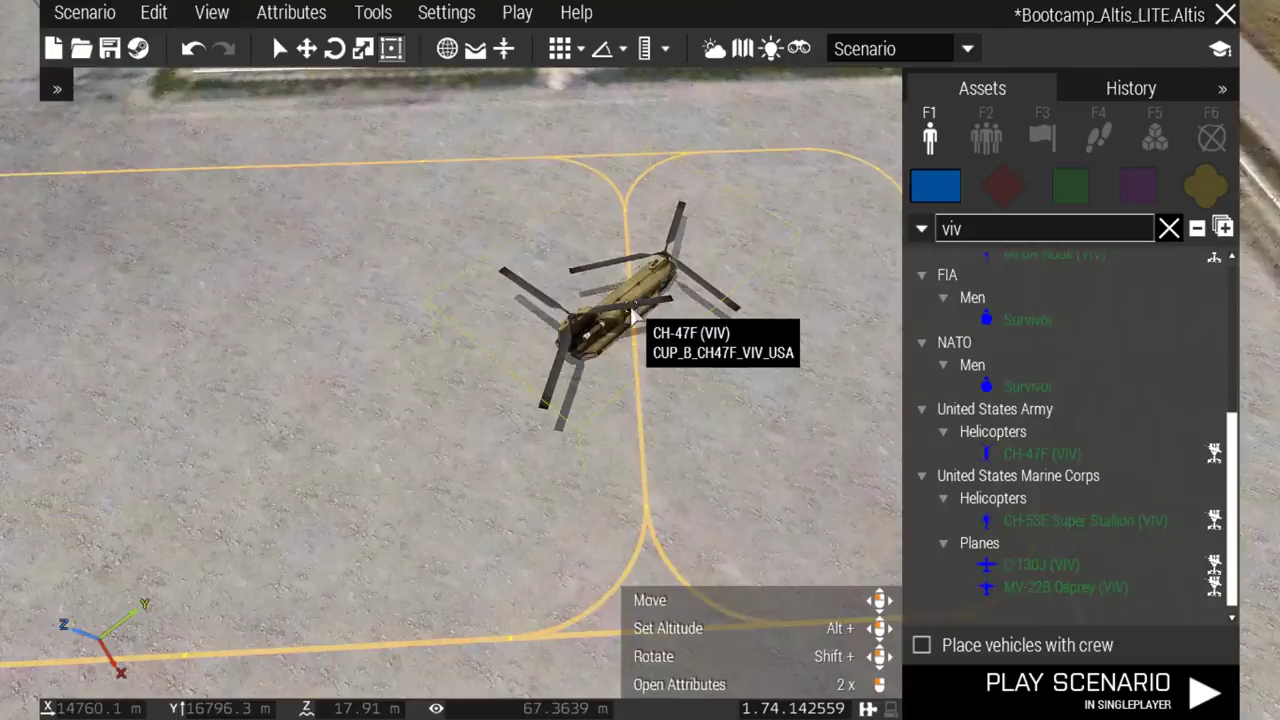 Scenario Edit View Attributes Tools Settings Play Help *Bootcamp_Altis_LITE.Altis
Scenario
Assets History
F1 F2 F3 F4 F5 F6
viv
FIA
Men
Survivor
NATO
Men
Survivor
United States Army
Helicopters
CH-47F (VIV)
United States Marine Corps
Helicopters
CH-53E Super Stallion (VIV)
Planes
C-130J (VIV)
MV-22B Osprey (VIV)
CH-47F (VIV)
CUP_B_CH47F_VIV_USA
Z Y X
Move
Set Altitude Alt +
Rotate Shift +
Open Attributes 2 x
Place vehicles with crew
PLAY SCENARIO
IN SINGLEPLAYER
X 14760.1 m Y 16796.3 m Z 17.91 m 67.3639 m 1.74.142559